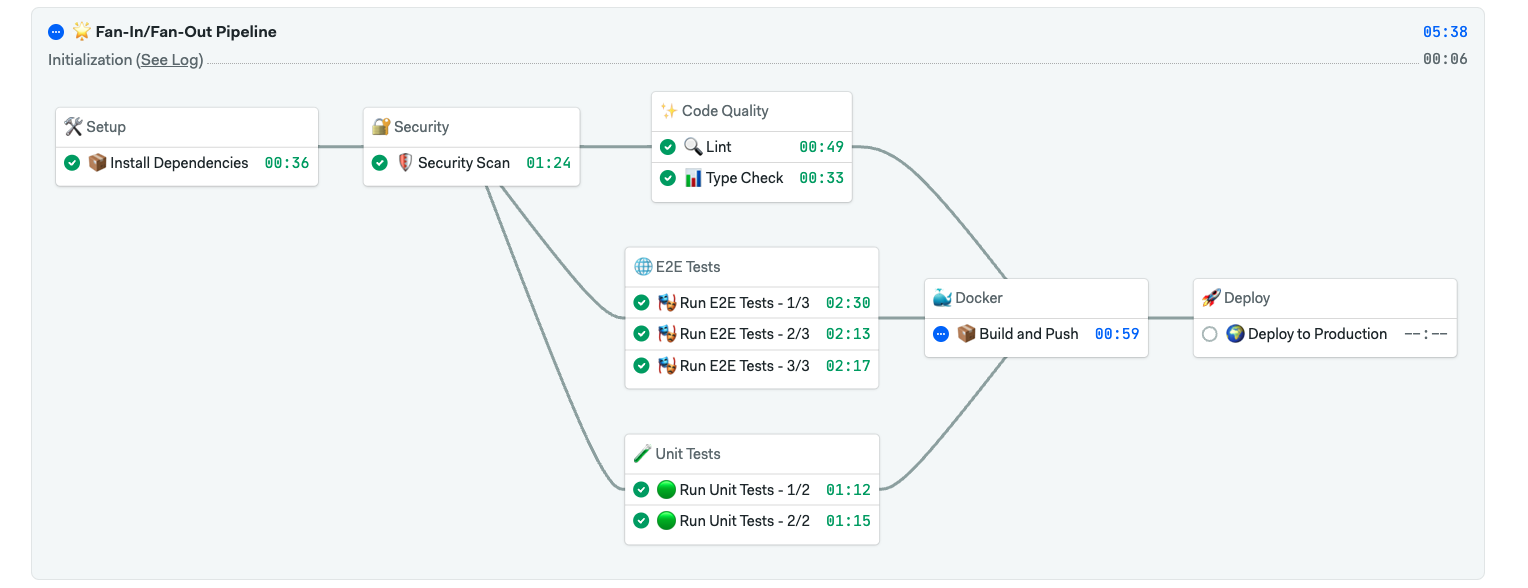 Fan-In/Fan-Out Pipeline 05:38
Initialization (See Log) 00:06
Setup
Install Dependencies 00:36
Security
Security Scan 01:24
Code Quality
Lint 00:49
Type Check 00:33
E2E Tests
Run E2E Tests - 1/3 02:30
Run E2E Tests - 2/3 02:13
Run E2E Tests - 3/3 02:17
Unit Tests
Run Unit Tests - 1/2 01:12
Run Unit Tests - 2/2 01:15
Docker
Build and Push 00:59
Deploy
Deploy to Production --:--